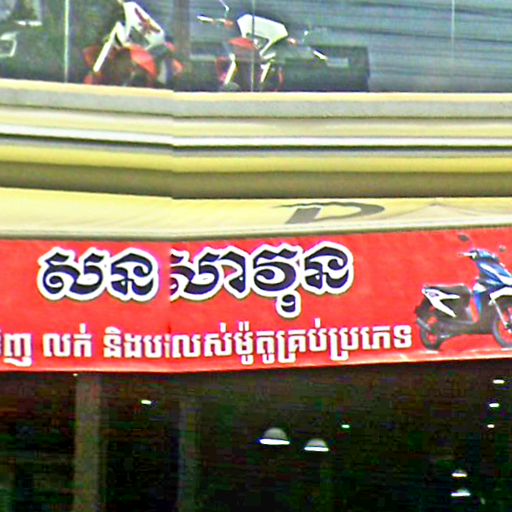 សន សាវុន
លក់ និងបរលស់ម៉ូតូគ្រប់ប្រភេទ